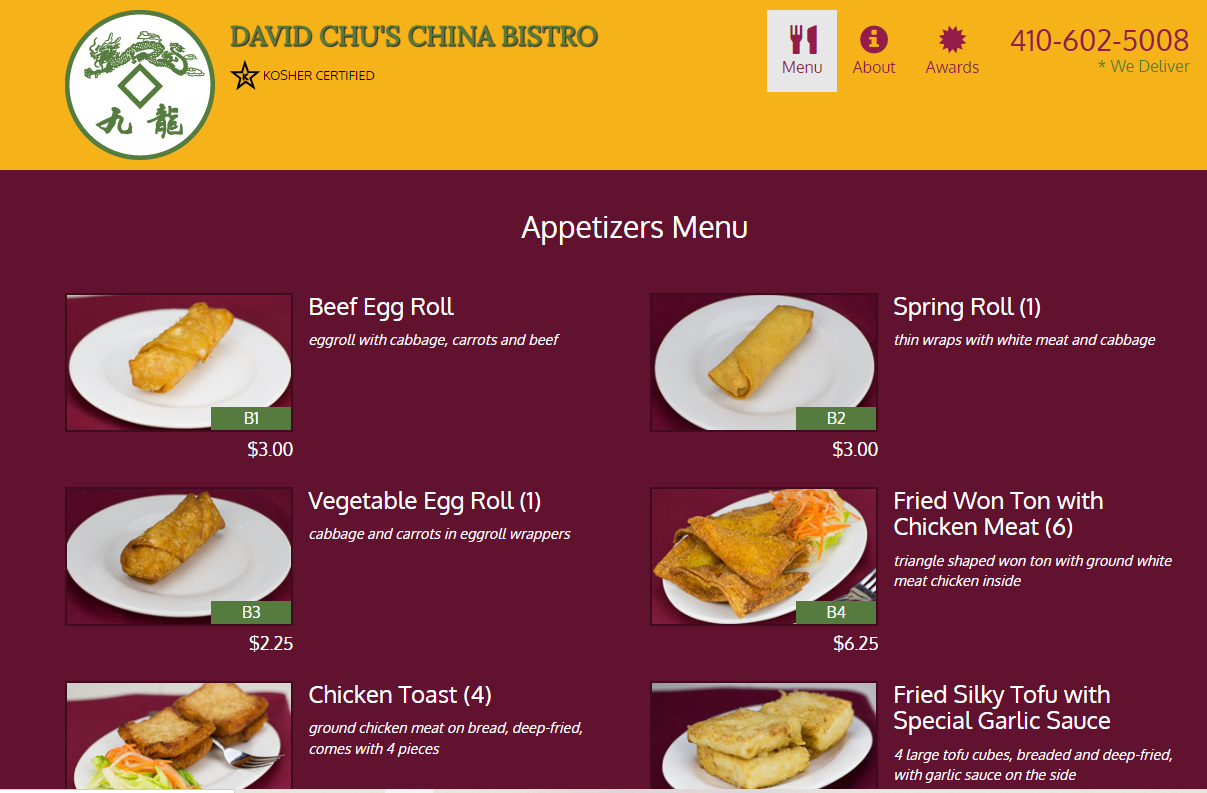 DAVID CHU'S CHINA BISTRO
K KOSHER CERTIFIED
九龍
Menu
About
Awards
410-602-5008
* We Deliver
Appetizers Menu
Beef Egg Roll
eggroll with cabbage, carrots and beef
B1
$3.00
Spring Roll (1)
thin wraps with white meat and cabbage
B2
$3.00
Vegetable Egg Roll (1)
cabbage and carrots in eggroll wrappers
B3
$2.25
Fried Won Ton with
Chicken Meat (6)
triangle shaped won ton with ground white
meat chicken inside
B4
$6.25
Chicken Toast (4)
ground chicken meat on bread, deep-fried,
comes with 4 pieces
Fried Silky Tofu with
Special Garlic Sauce
4 large tofu cubes, breaded and deep-fried,
with garlic sauce on the side